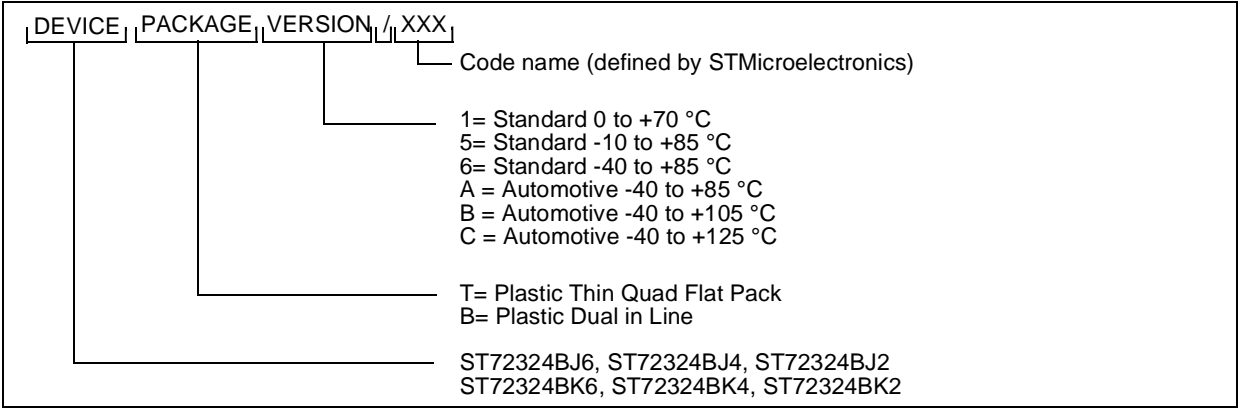 DEVICE PACKAGE VERSION / XXX
Code name (defined by STMicroelectronics)
1= Standard 0 to +70 °C
5= Standard -10 to +85 °C
6= Standard -40 to +85 °C
A = Automotive -40 to +85 °C
B = Automotive -40 to +105 °C
C = Automotive -40 to +125 °C
T= Plastic Thin Quad Flat Pack
B= Plastic Dual in Line
ST72324BJ6, ST72324BJ4, ST72324BJ2
ST72324BK6, ST72324BK4, ST72324BK2